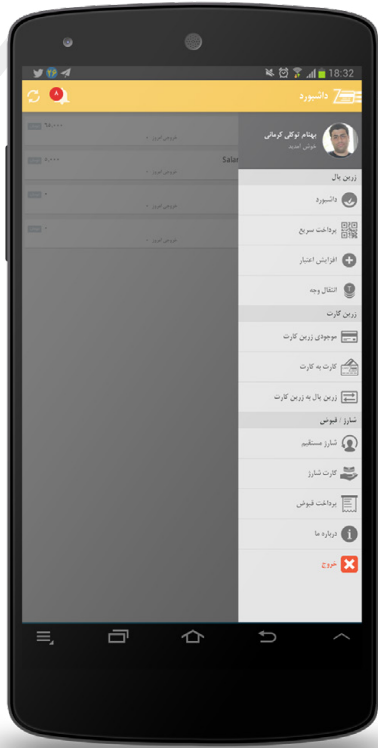 18:32
داشبورد
۸
بهنام توکلی کرمانی
خوش آمدید
زرین پال
داشبورد
پرداخت سریع
افزایش اعتبار
انتقال وجه
زرین کارت
موجودی زرین کارت
کارت به کارت
زرین پال به زرین کارت
شارژ / قبوض
شارژ مستقیم
کارت شارژ
پرداخت قبوض
درباره ما
خروج
Salar